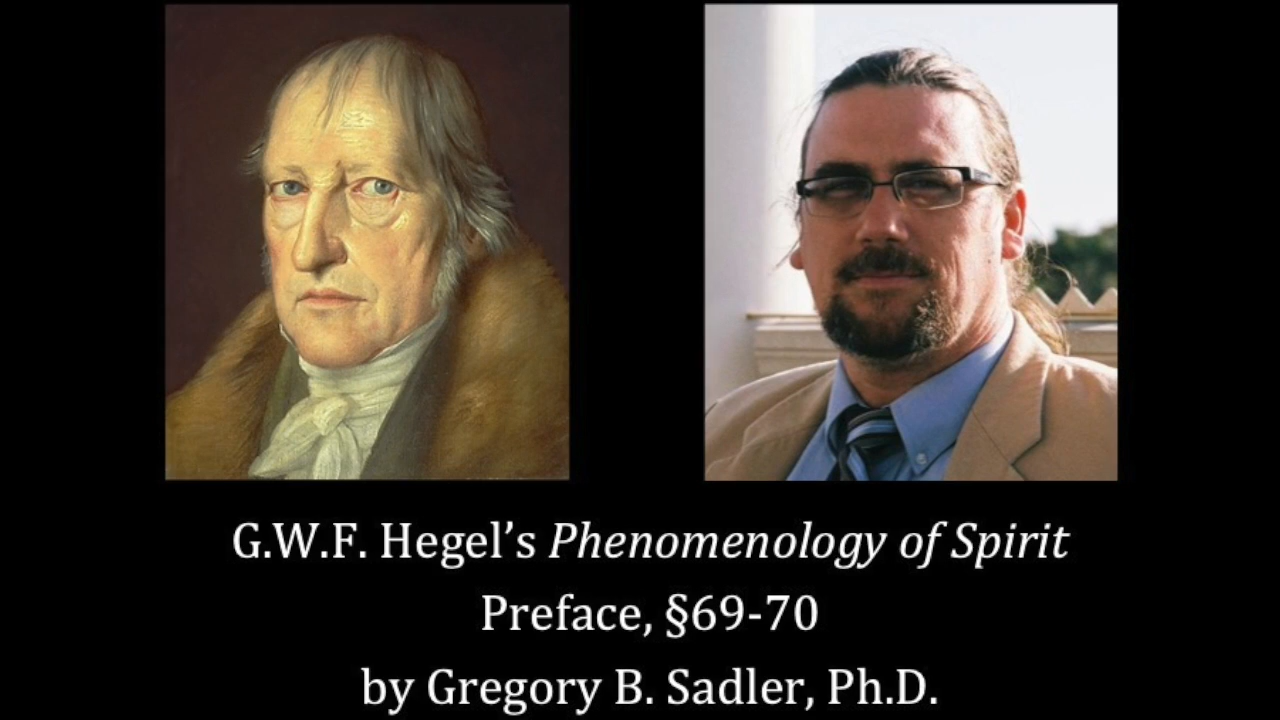 G.W.F. Hegel’s Phenomenology of Spirit
Preface, §69-70
by Gregory B. Sadler, Ph.D.